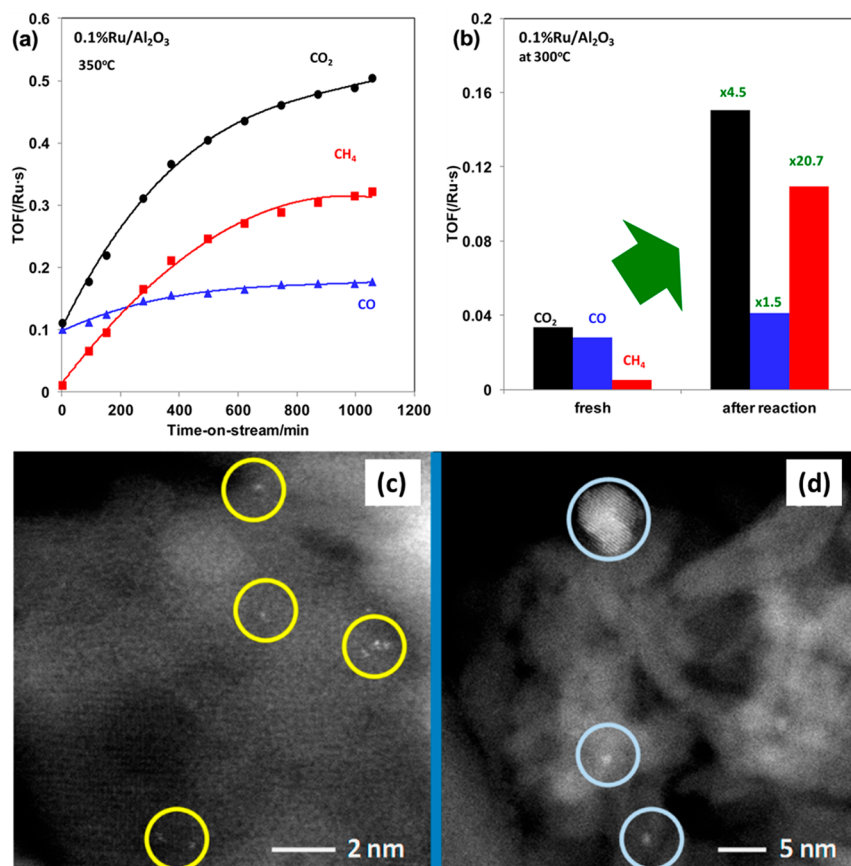 (a)
0.1%Ru/Al₂O₃
350°C
CO₂
CH₄
CO
TOF(/Ru·s)
0.6
0.5
0.4
0.3
0.2
0.1
0
0 200 400 600 800 1000 1200
Time-on-stream/min
(b)
0.1%Ru/Al₂O₃
at 300°C
x4.5
x20.7
x1.5
CO₂
CO
CH₄
TOF(/Ru·s)
0.2
0.16
0.12
0.08
0.04
0
fresh after reaction
(c)
2 nm
(d)
5 nm